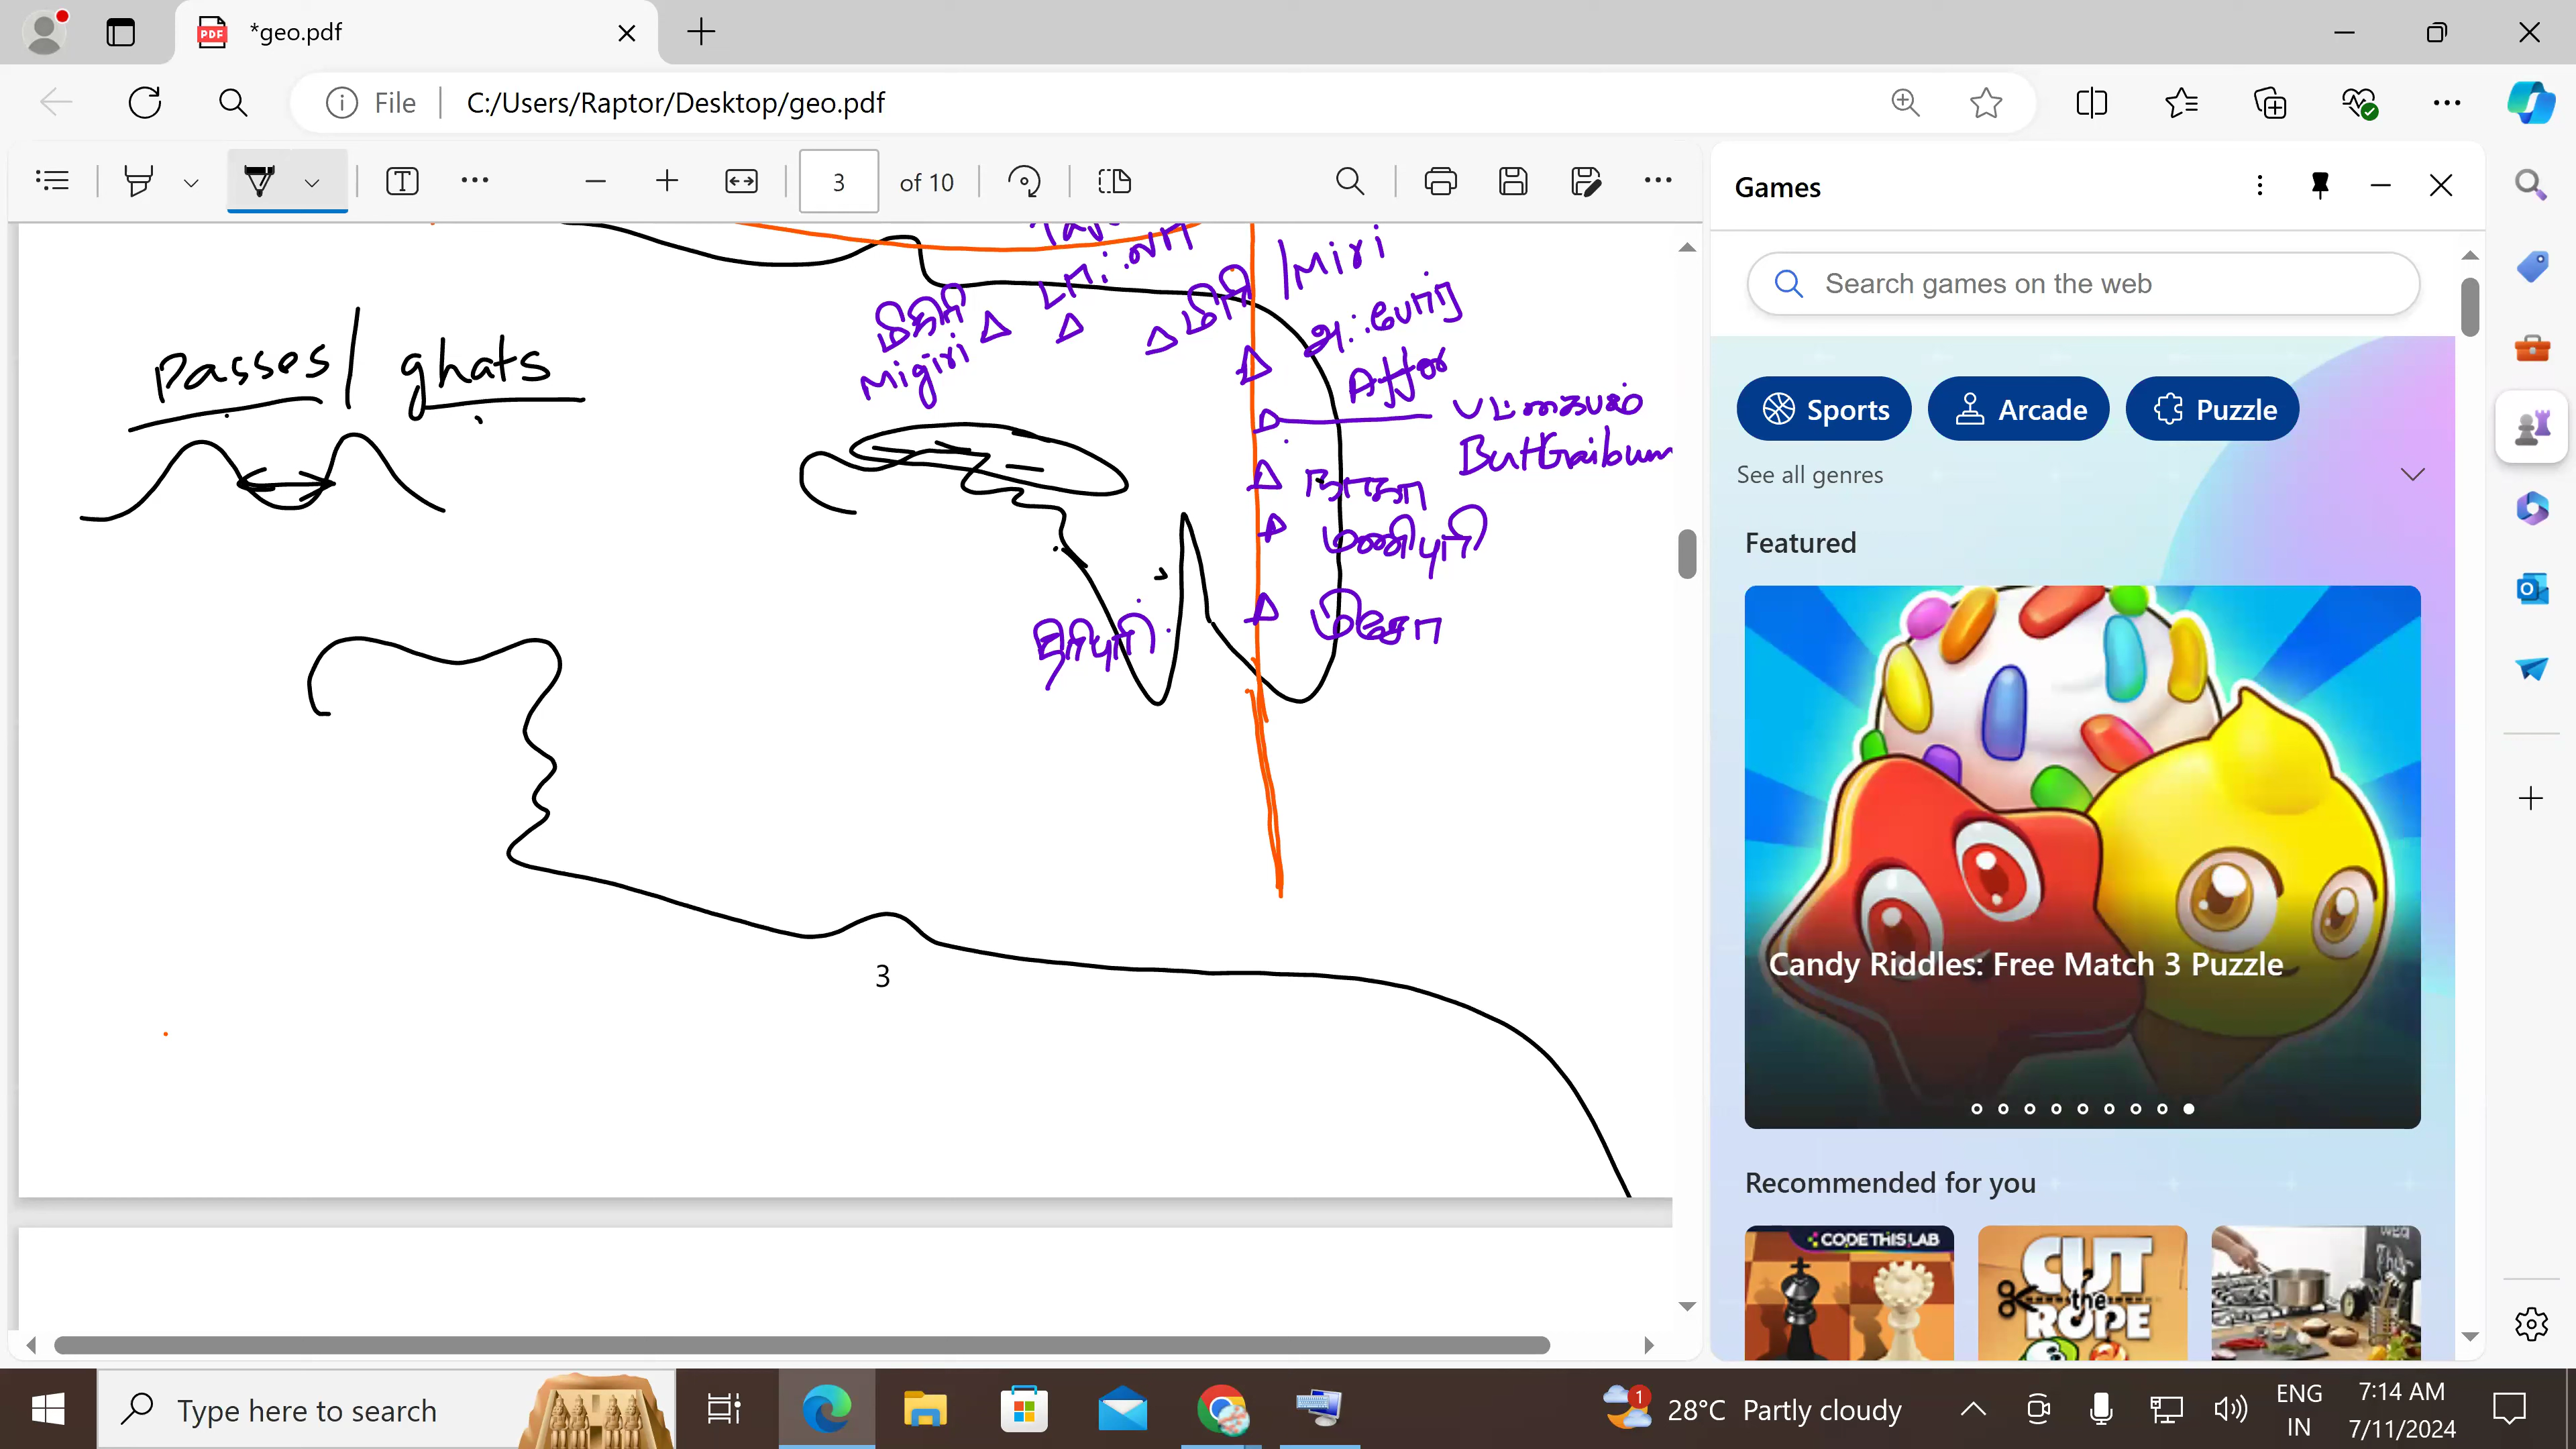 *geo.pdf
File
C:/Users/Raptor/Desktop/geo.pdf
3 of 10
Games
Search games on the web
Sports
Arcade
Puzzle
See all genres
Featured
Candy Riddles: Free Match 3 Puzzle
Recommended for you
CODETHISLAB
CUT
the
ROPE
/Miri
migiri
passes/ ghats
3
Type here to search
1
28°C Partly cloudy
ENG
IN
7:14 AM
7/11/2024